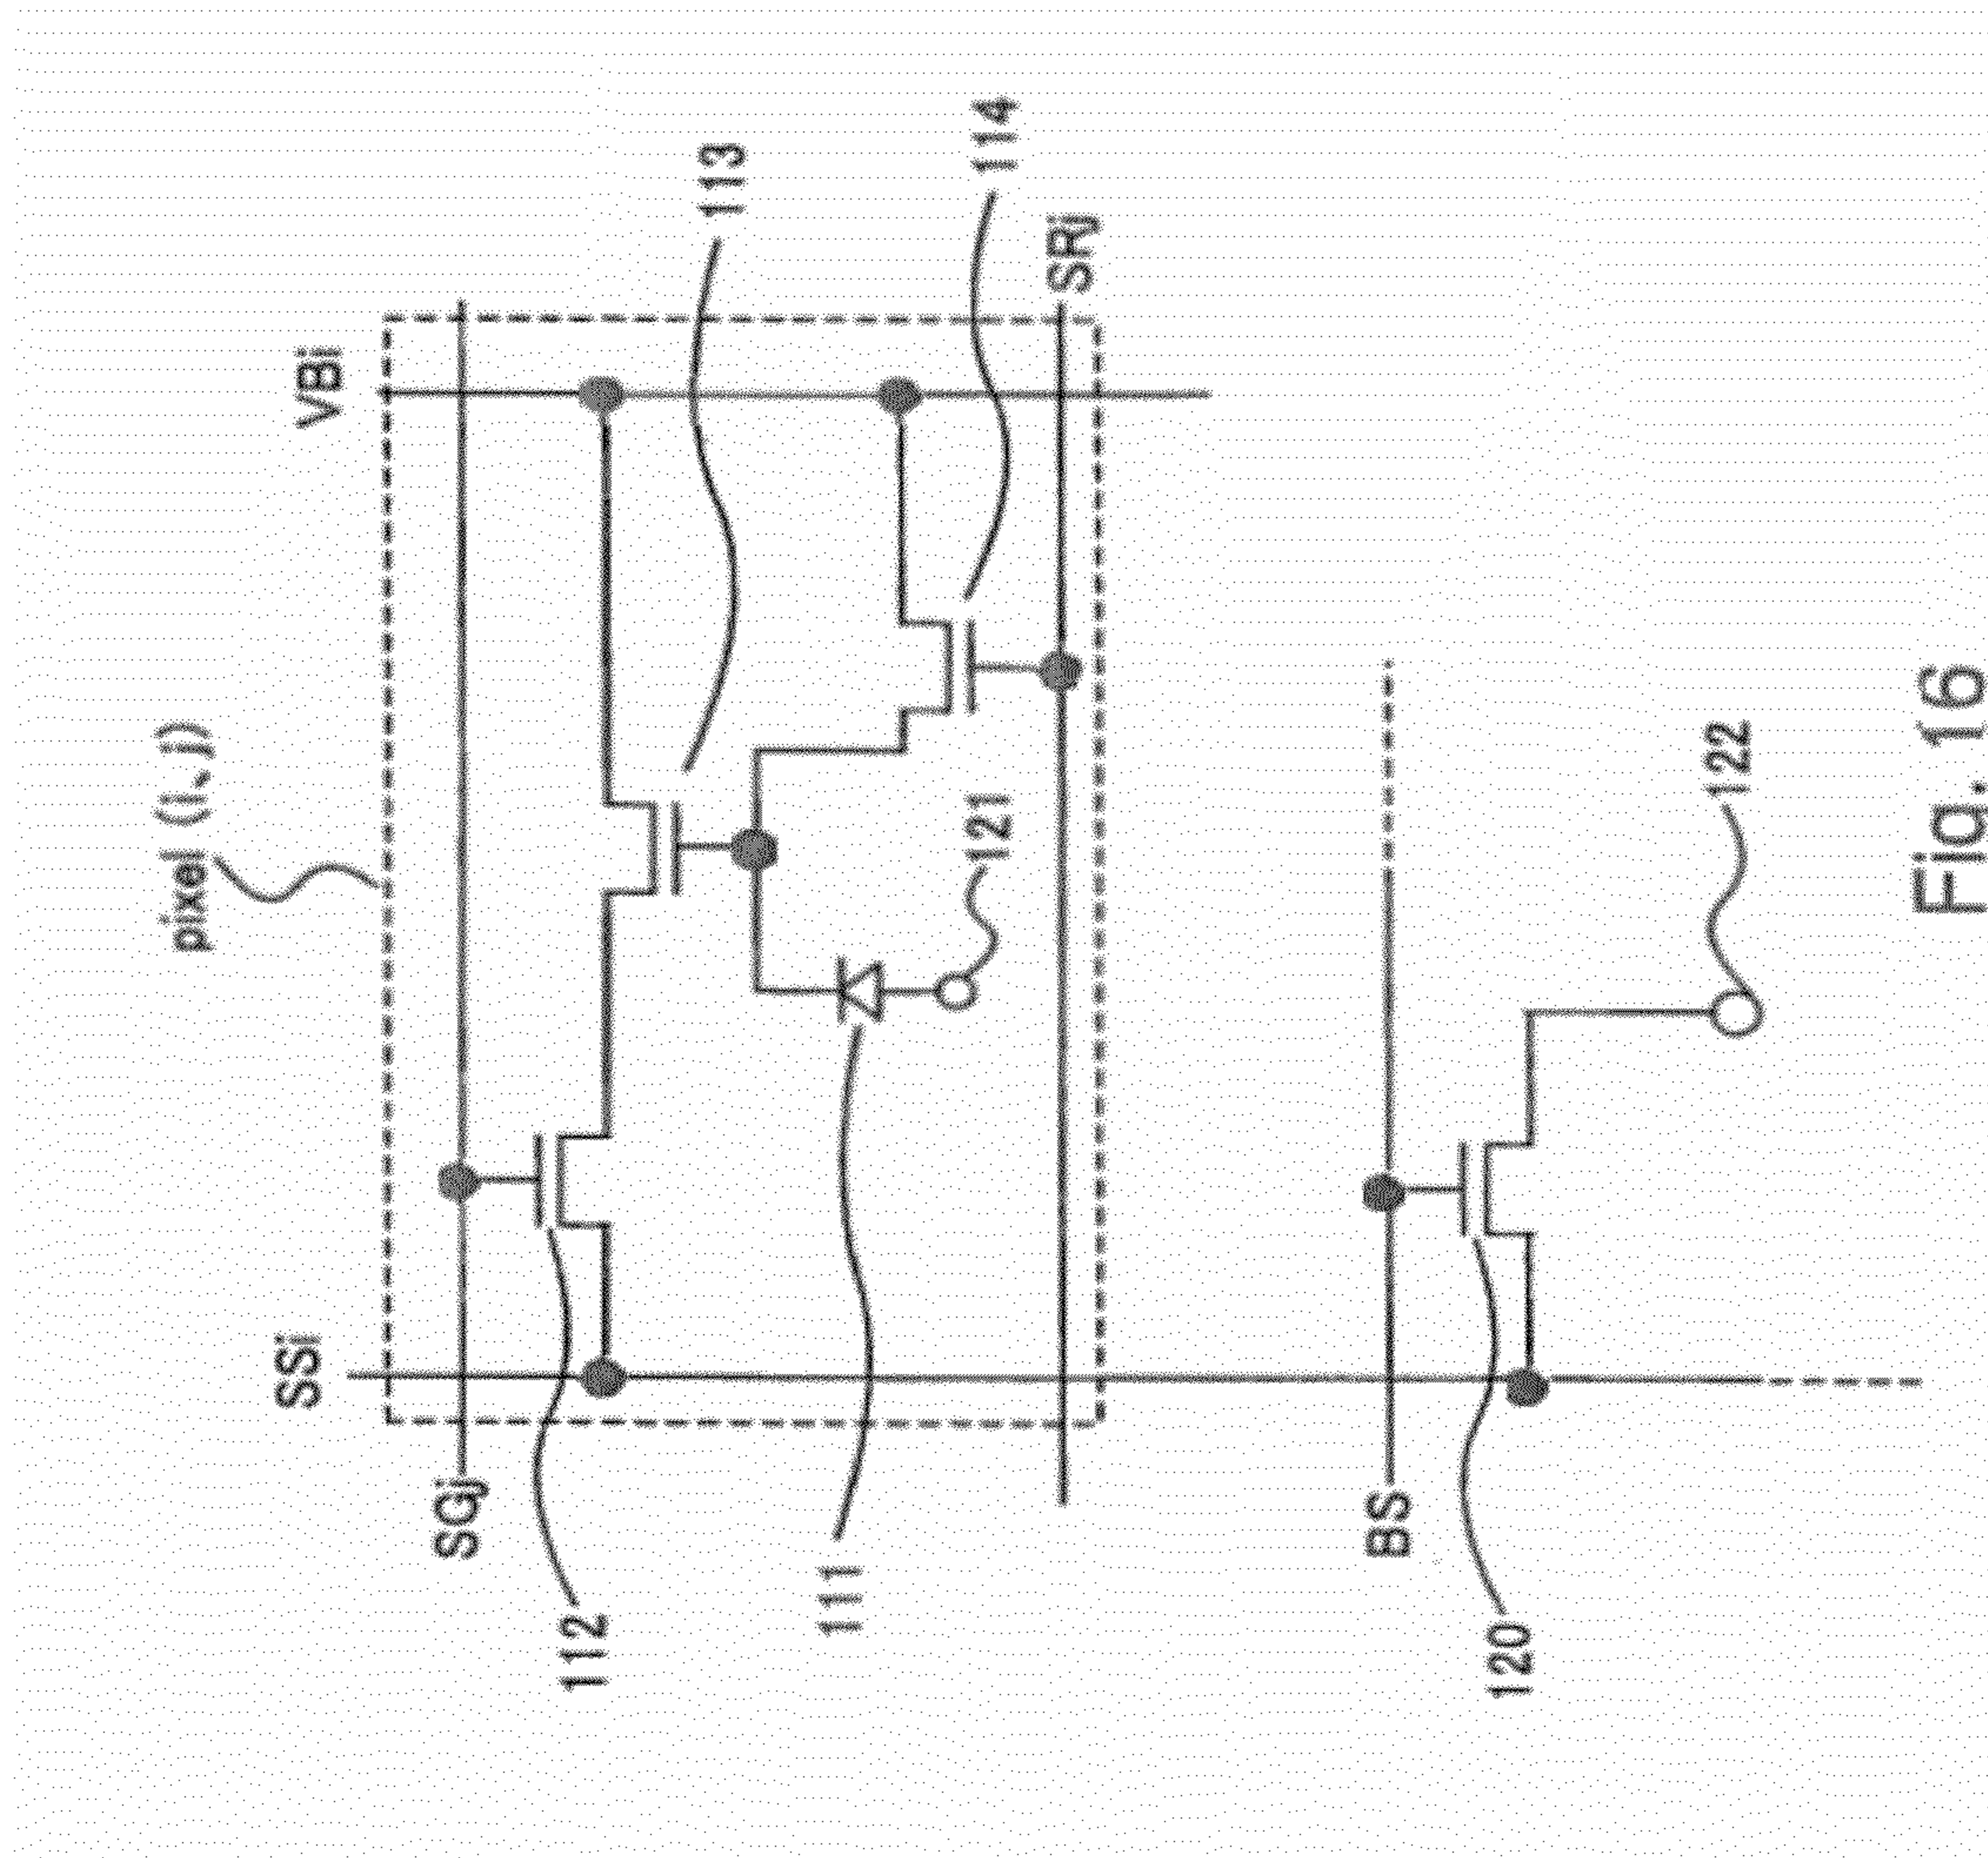 pixel (i、j)
SSi
VBi
SGj
113
114
SRj
112
111
121
BS
120
122
Fig. 16